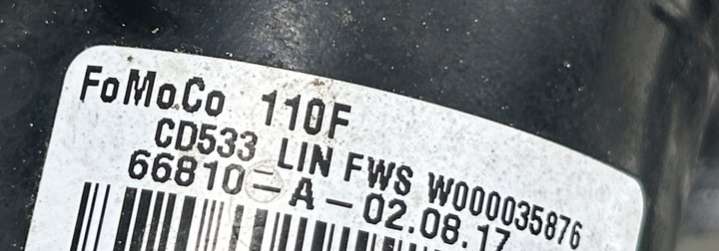 FoMoCo 110F
CD533 LIN FWS W000035876
66810-A-02.08.17